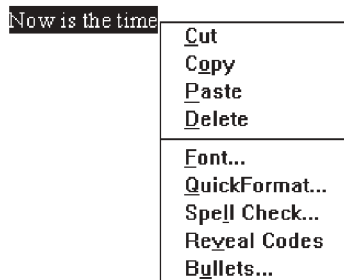 Now is the time
Cut
Copy
Paste
Delete
Font...
QuickFormat...
Spell Check...
Reveal Codes
Bullets...